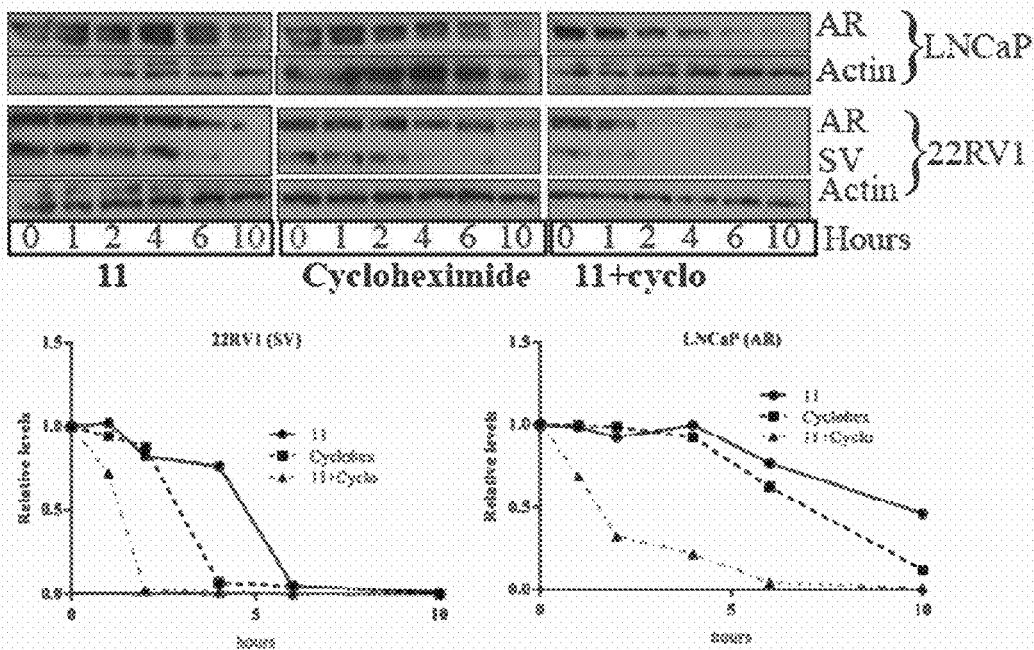 AR
LNCaP
Actin
AR
22RV1
SV
Actin
0 1 2 4 6 10 0 1 2 4 6 10 0 1 2 4 6 10 Hours
11 Cycloheximide 11+cyclo
22RV1 (SV)
1.5
1.0
0.5
0.0
Relative levels
11
Cyclohex
11+Cyclo
0 5 10
hours
LNCaP (AR)
1.5
1.0
0.5
0.0
Relative levels
11
Cyclohex
11+Cyclo
0 5 10
hours